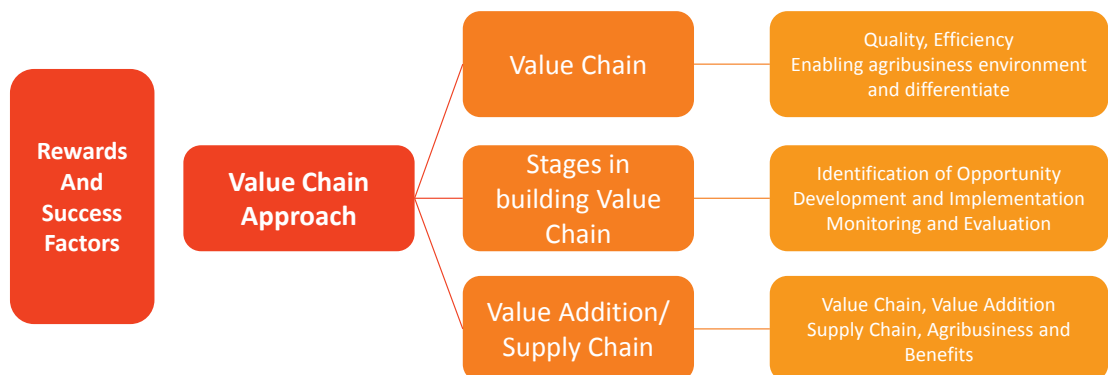 Rewards
And
Success
Factors
Value Chain
Approach
Value Chain
Quality, Efficiency
Enabling agribusiness environment
and differentiate
Stages in
building Value
Chain
Identification of Opportunity
Development and Implementation
Monitoring and Evaluation
Value Addition/
Supply Chain
Value Chain, Value Addition
Supply Chain, Agribusiness and
Benefits